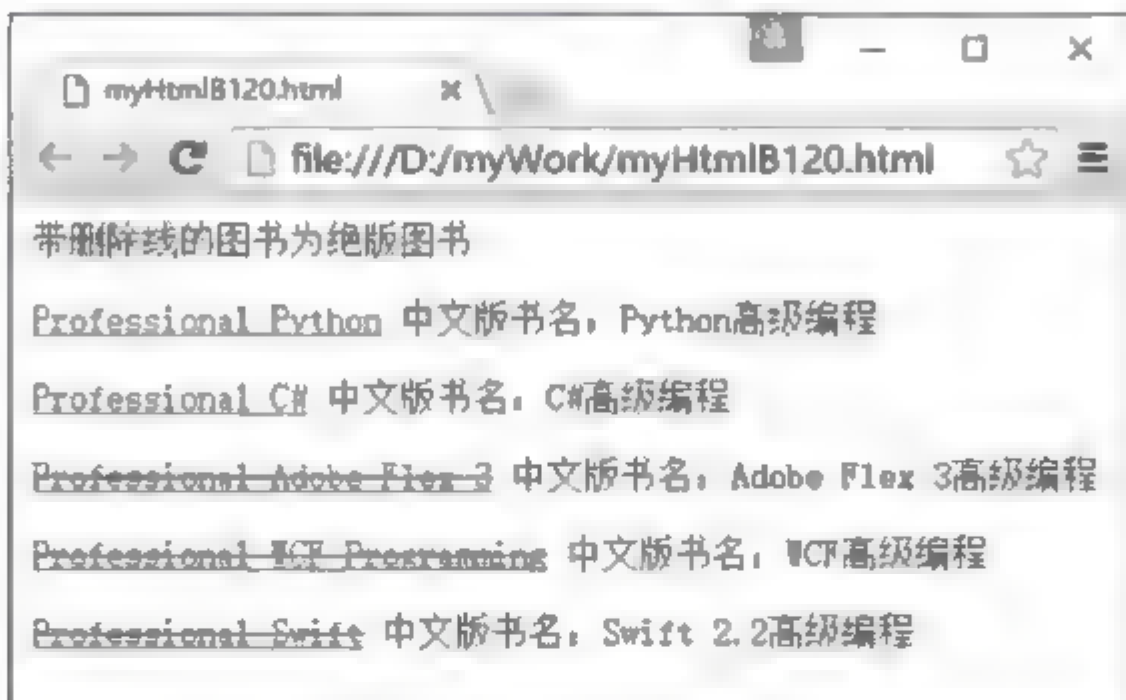 myHtmlB120.html
file:///D:/myWork/myHtmlB120.html
带删除线的图书为绝版图书
Professional Python 中文版书名：Python高级编程
Professional C# 中文版书名：C#高级编程
Professional Adobe Flex 3 中文版书名：Adobe Flex 3高级编程
Professional WCF Programming 中文版书名：WCF高级编程
Professional Swift 中文版书名：Swift 2.2高级编程